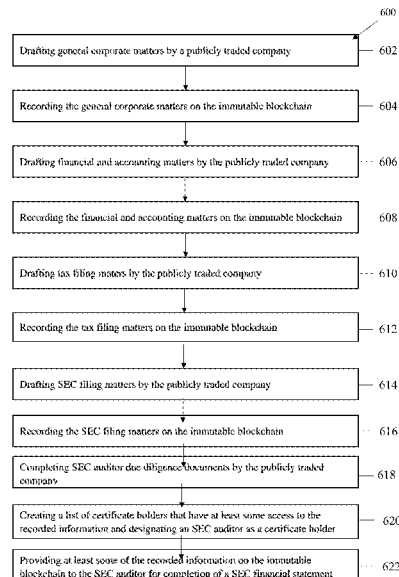 600
Drafting general corporate matters by a publicly traded company
602
Recording the general corporate matters on the immutable blockchain
604
Drafting financial and accounting matters by the publicly traded company
606
Recording the financial and accounting matters on the immutable blockchain
608
Drafting tax filing maters by the publicly traded company
610
Recording the tax filing matters on the immutable blockchain
612
Drafting SEC filing matters by the publicly traded company
614
Recording the SEC filing matters on the immutable blockchain
616
Completing SEC auditor due diligence documents by the publicly traded
company
618
Creating a list of certificate holders that have at least some access to the
recorded information and designating an SEC auditor as a certificate holder
620
Providing at least some of the recorded information on the immutable
blockchain to the SEC auditor for completion of a SEC financial statement
622